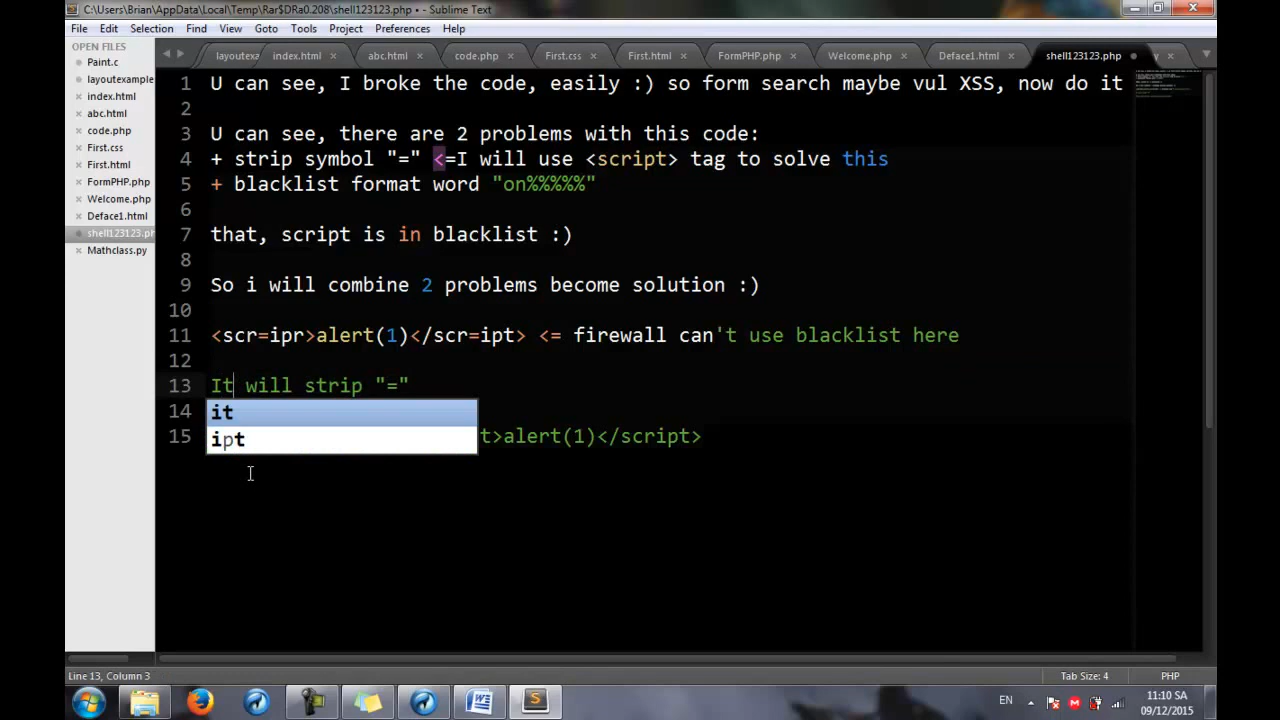 C:\Users\Brian\AppData\Local\Temp\Rar$DRa0.208\shell123123.php • - Sublime Text
File Edit Selection Find View Goto Tools Project Preferences Help
OPEN FILES
Paint.c
layoutexample
index.html
abc.html
code.php
First.css
First.html
FormPHP.php
Welcome.php
Deface1.html
shell123123.ph
Mathclass.py
layoutexa index.html abc.html code.php First.css First.html FormPHP.php Welcome.php Deface1.html shell123123.php
1 U can see, I broke the code, easily :) so form search maybe vul XSS, now do it
2
3 U can see, there are 2 problems with this code:
4 + strip symbol "=" <=I will use <script> tag to solve this
5 + blacklist format word "on%%%%%"
6
7 that, script is in blacklist :)
8
9 So i will combine 2 problems become solution :)
10
11 <scr=ipr>alert(1)</scr=ipt> <= firewall can't use blacklist here
12
13 It will strip "="
14
15 t>alert(1)</script>
it
ipt
Line 13, Column 3
Tab Size: 4
PHP
EN
11:10 SA
09/12/2015